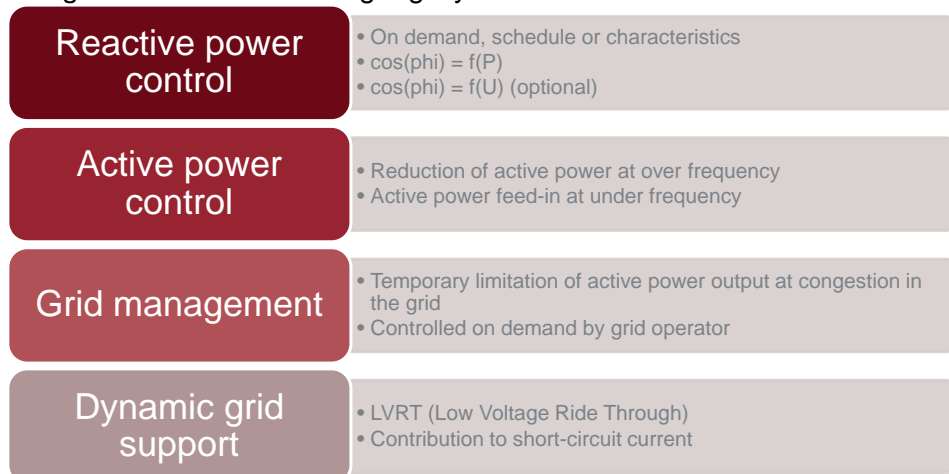 Reactive power
control
• On demand, schedule or characteristics
• cos(phi) = f(P)
• cos(phi) = f(U) (optional)
Active power
control
• Reduction of active power at over frequency
• Active power feed-in at under frequency
Grid management
• Temporary limitation of active power output at congestion in
the grid
• Controlled on demand by grid operator
Dynamic grid
support
• LVRT (Low Voltage Ride Through)
• Contribution to short-circuit current